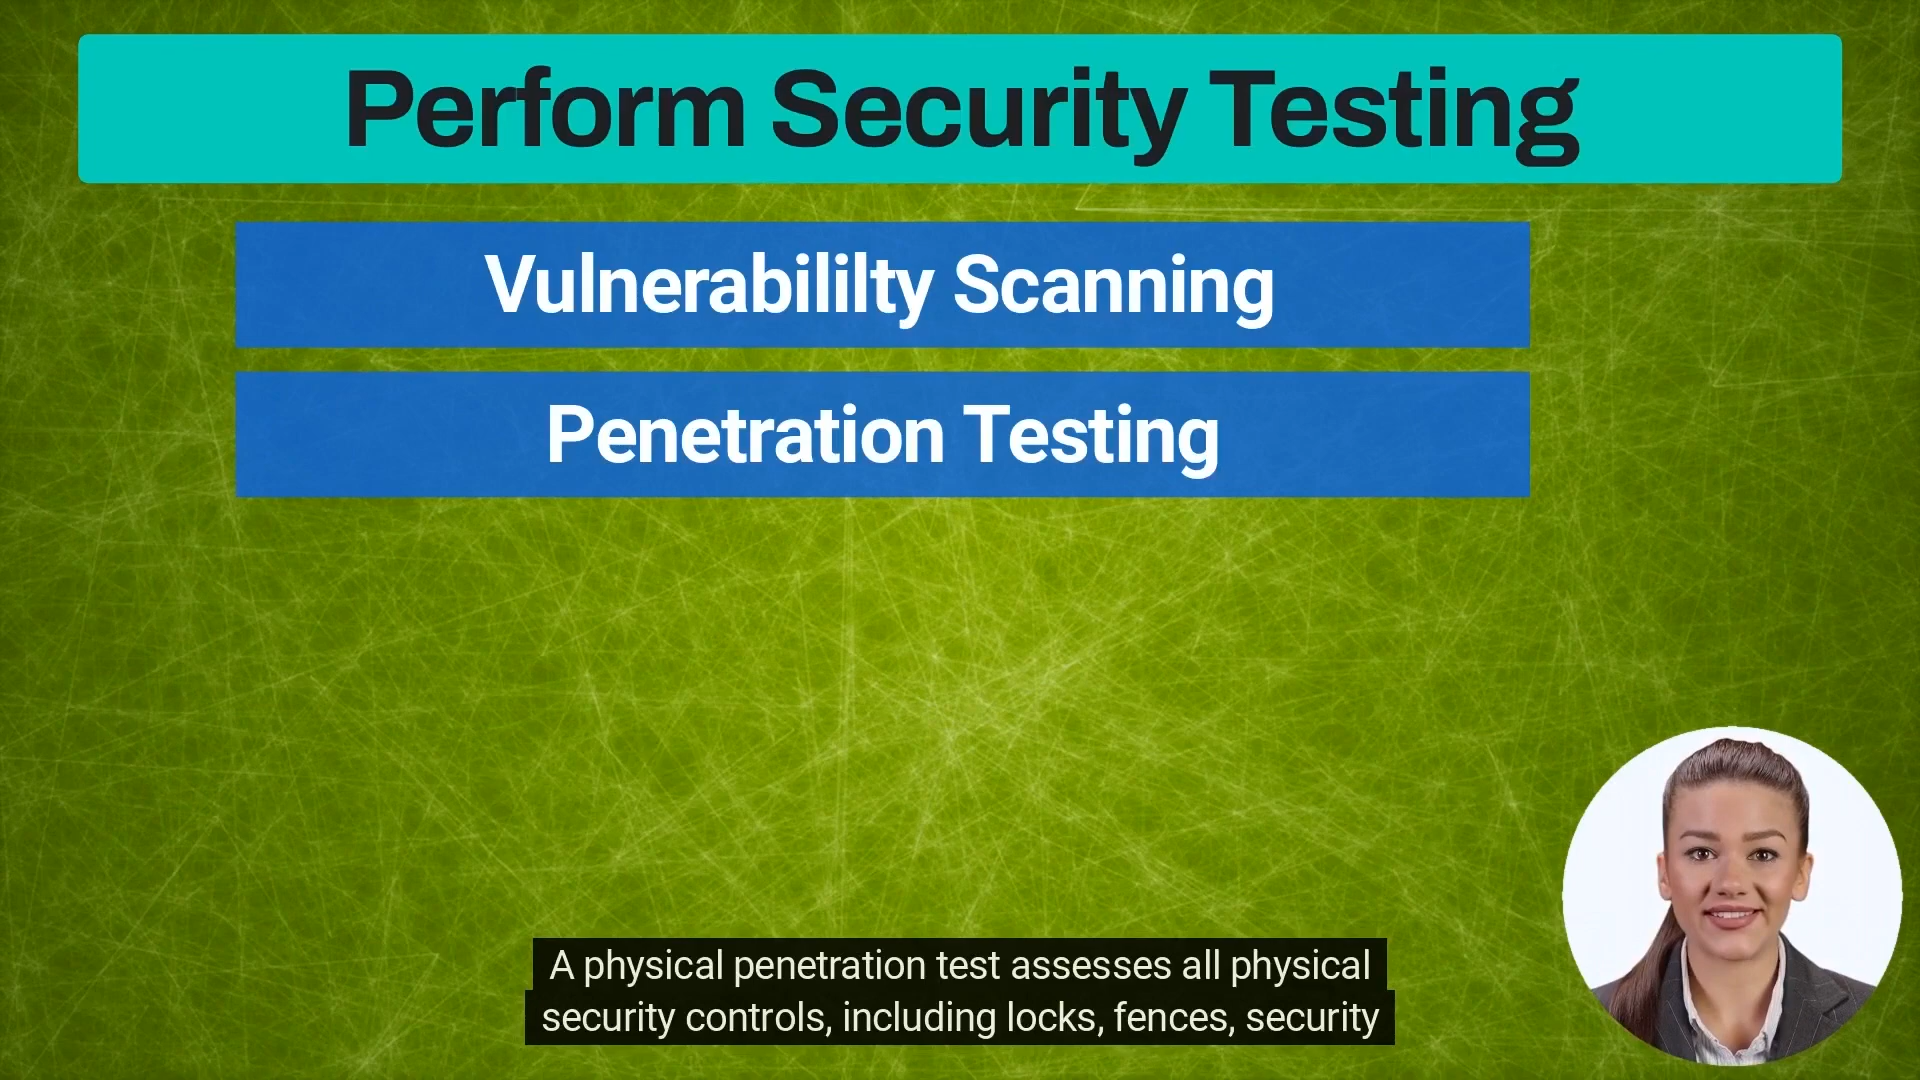 Perform Security Testing
Vulnerabililty Scanning
Penetration Testing
A physical penetration test assesses all physical
security controls, including locks, fences, security